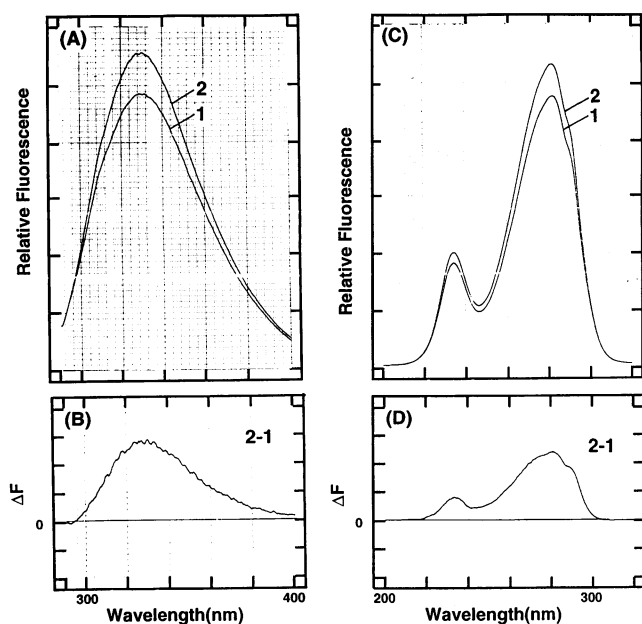 (A)
2
1
Relative Fluorescence
(C)
2
1
Relative Fluorescence
(B)
2-1
ΔF
0
300
400
Wavelength(nm)
(D)
2-1
ΔF
0
200
300
Wavelength(nm)